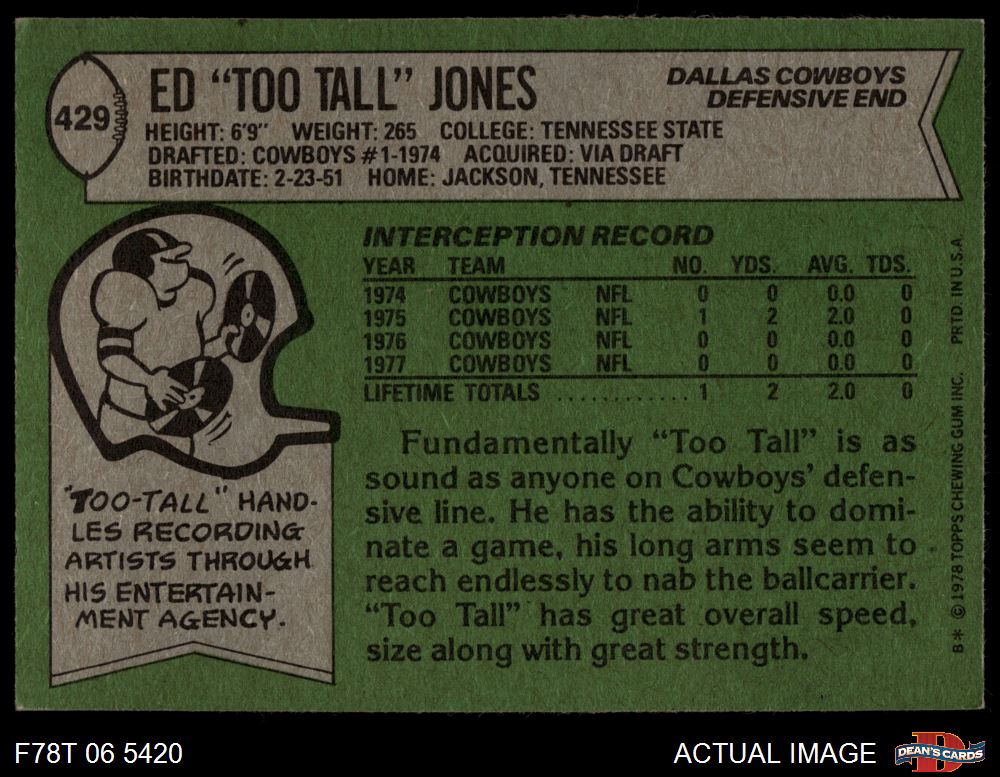 429
ED "TOO TALL" JONES
DALLAS COWBOYS
DEFENSIVE END
HEIGHT: 6'9" WEIGHT: 265 COLLEGE: TENNESSEE STATE
DRAFTED: COWBOYS #1-1974 ACQUIRED: VIA DRAFT
BIRTHDATE: 2-23-51 HOME: JACKSON, TENNESSEE
INTERCEPTION RECORD
YEAR TEAM NO. YDS. AVG. TDS.
1974 COWBOYS NFL 0 0 0.0 0
1975 COWBOYS NFL 1 2 2.0 0
1976 COWBOYS NFL 0 0 0.0 0
1977 COWBOYS NFL 0 0 0.0 0
LIFETIME TOTALS ............ 1 2 2.0 0
"TOO-TALL" HAND-
LES RECORDING
ARTISTS THROUGH
HIS ENTERTAIN-
MENT AGENCY.
Fundamentally "Too Tall" is as
sound as anyone on Cowboys' defen-
sive line. He has the ability to domi-
nate a game, his long arms seem to
reach endlessly to nab the ballcarrier.
"Too Tall" has great overall speed,
size along with great strength.
B* © 1978 TOPPS CHEWING GUM INC. PRTD. IN U.S.A.
F78T 06 5420
ACTUAL IMAGE
D
DEAN'S CARDS